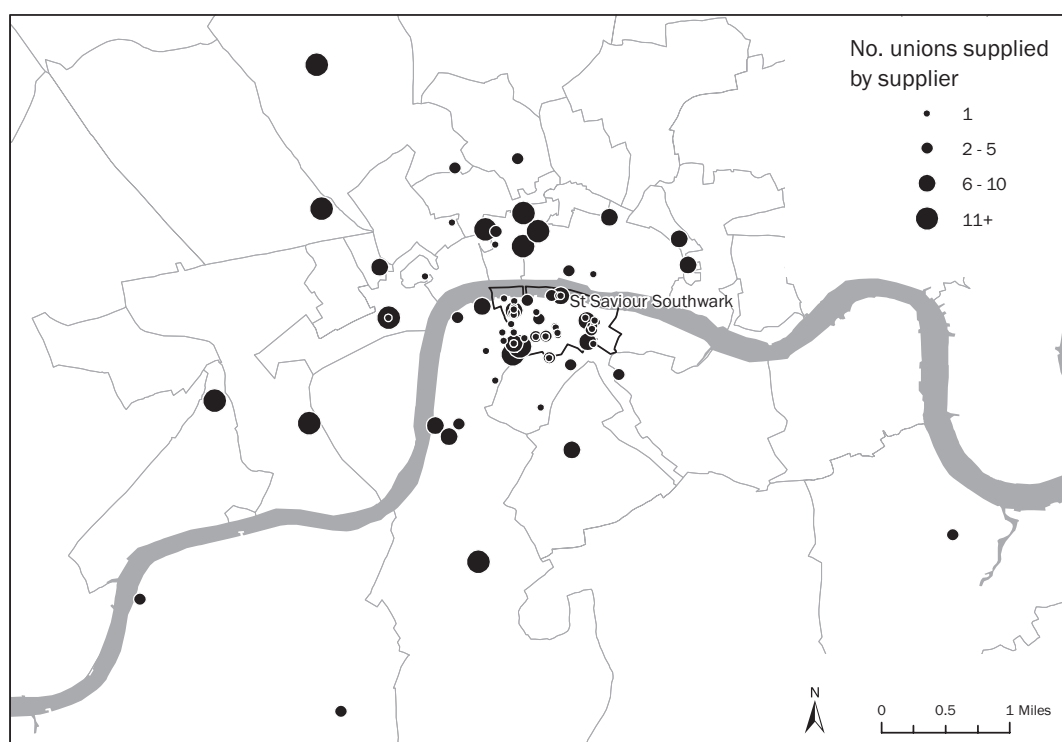 No. unions supplied
by supplier
1
2 - 5
6 - 10
11+
St Saviour Southwark
N
0 0.5 1 Miles